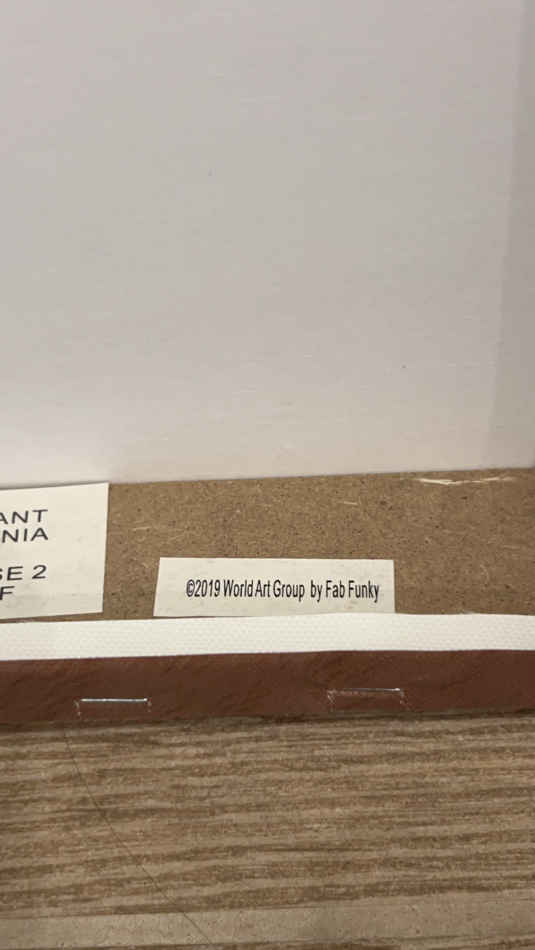 ANT
NIA
SE 2
F
©2019 World Art Group by Fab Funky